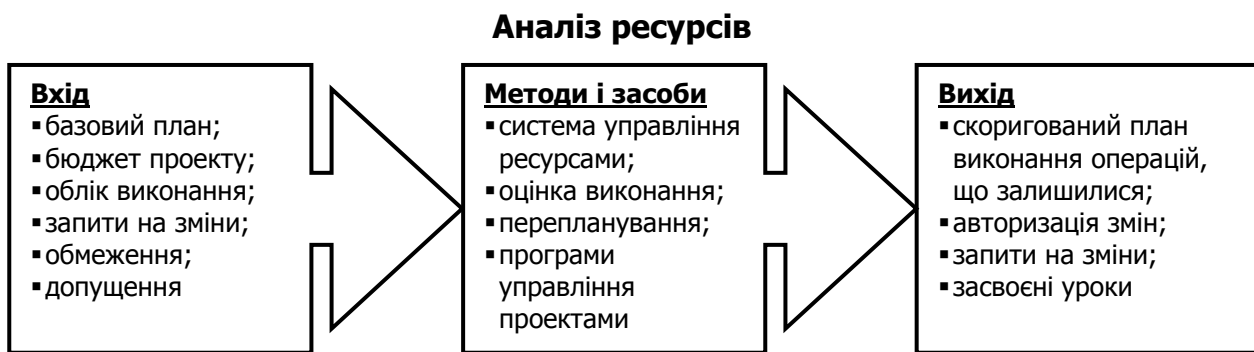 Аналіз ресурсів
Вхід
▪базовий план;
▪бюджет проекту;
▪облік виконання;
▪запити на зміни;
▪обмеження;
▪допущення
Методи і засоби
▪система управління
ресурсами;
▪оцінка виконання;
▪перепланування;
▪програми
управління
проектами
Вихід
▪скоригований план
виконання операцій,
що залишилися;
▪авторизація змін;
▪запити на зміни;
▪засвоєні уроки